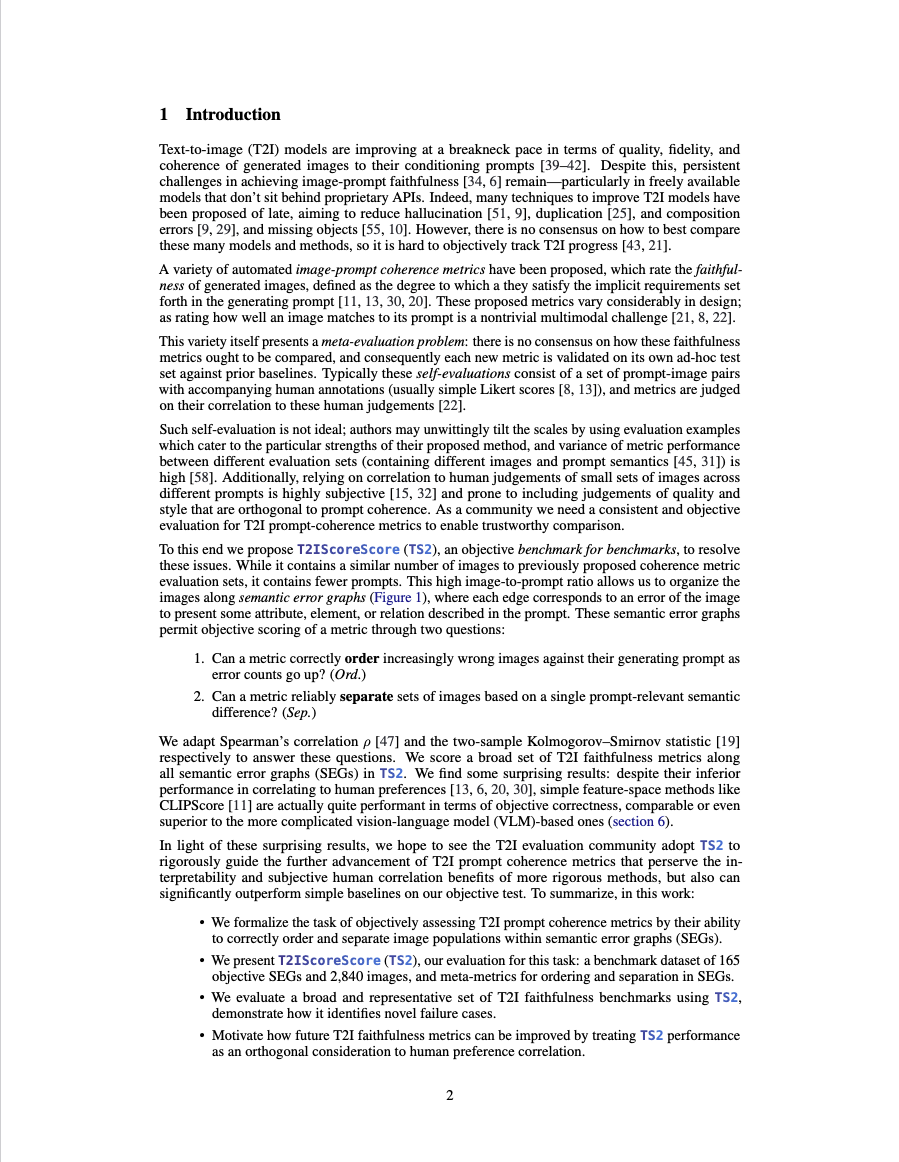 1 Introduction
Text-to-image (T2I) models are improving at a breakneck pace in terms of quality, fidelity, and
coherence of generated images to their conditioning prompts [39–42]. Despite this, persistent
challenges in achieving image-prompt faithfulness [34, 6] remain—particularly in freely available
models that don't sit behind proprietary APIs. Indeed, many techniques to improve T2I models have
been proposed of late, aiming to reduce hallucination [51, 9], duplication [25], and composition
errors [9, 29], and missing objects [55, 10]. However, there is no consensus on how to best compare
these many models and methods, so it is hard to objectively track T2I progress [43, 21].
A variety of automated image-prompt coherence metrics have been proposed, which rate the faithful-
ness of generated images, defined as the degree to which a they satisfy the implicit requirements set
forth in the generating prompt [11, 13, 30, 20]. These proposed metrics vary considerably in design;
as rating how well an image matches to its prompt is a nontrivial multimodal challenge [21, 8, 22].
This variety itself presents a meta-evaluation problem: there is no consensus on how these faithfulness
metrics ought to be compared, and consequently each new metric is validated on its own ad-hoc test
set against prior baselines. Typically these self-evaluations consist of a set of prompt-image pairs
with accompanying human annotations (usually simple Likert scores [8, 13]), and metrics are judged
on their correlation to these human judgements [22].
Such self-evaluation is not ideal; authors may unwittingly tilt the scales by using evaluation examples
which cater to the particular strengths of their proposed method, and variance of metric performance
between different evaluation sets (containing different images and prompt semantics [45, 31]) is
high [58]. Additionally, relying on correlation to human judgements of small sets of images across
different prompts is highly subjective [15, 32] and prone to including judgements of quality and
style that are orthogonal to prompt coherence. As a community we need a consistent and objective
evaluation for T2I prompt-coherence metrics to enable trustworthy comparison.
To this end we propose T2IScoreScore (TS2), an objective benchmark for benchmarks, to resolve
these issues. While it contains a similar number of images to previously proposed coherence metric
evaluation sets, it contains fewer prompts. This high image-to-prompt ratio allows us to organize the
images along semantic error graphs (Figure 1), where each edge corresponds to an error of the image
to present some attribute, element, or relation described in the prompt. These semantic error graphs
permit objective scoring of a metric through two questions:
1. Can a metric correctly order increasingly wrong images against their generating prompt as
error counts go up? (Ord.)
2. Can a metric reliably separate sets of images based on a single prompt-relevant semantic
difference? (Sep.)
We adapt Spearman's correlation ρ [47] and the two-sample Kolmogorov–Smirnov statistic [19]
respectively to answer these questions. We score a broad set of T2I faithfulness metrics along
all semantic error graphs (SEGs) in TS2. We find some surprising results: despite their inferior
performance in correlating to human preferences [13, 6, 20, 30], simple feature-space methods like
CLIPScore [11] are actually quite performant in terms of objective correctness, comparable or even
superior to the more complicated vision-language model (VLM)-based ones (section 6).
In light of these surprising results, we hope to see the T2I evaluation community adopt TS2 to
rigorously guide the further advancement of T2I prompt coherence metrics that perserve the in-
terpretability and subjective human correlation benefits of more rigorous methods, but also can
significantly outperform simple baselines on our objective test. To summarize, in this work:
• We formalize the task of objectively assessing T2I prompt coherence metrics by their ability
to correctly order and separate image populations within semantic error graphs (SEGs).
• We present T2IScoreScore (TS2), our evaluation for this task: a benchmark dataset of 165
objective SEGs and 2,840 images, and meta-metrics for ordering and separation in SEGs.
• We evaluate a broad and representative set of T2I faithfulness benchmarks using TS2,
demonstrate how it identifies novel failure cases.
• Motivate how future T2I faithfulness metrics can be improved by treating TS2 performance
as an orthogonal consideration to human preference correlation.
2